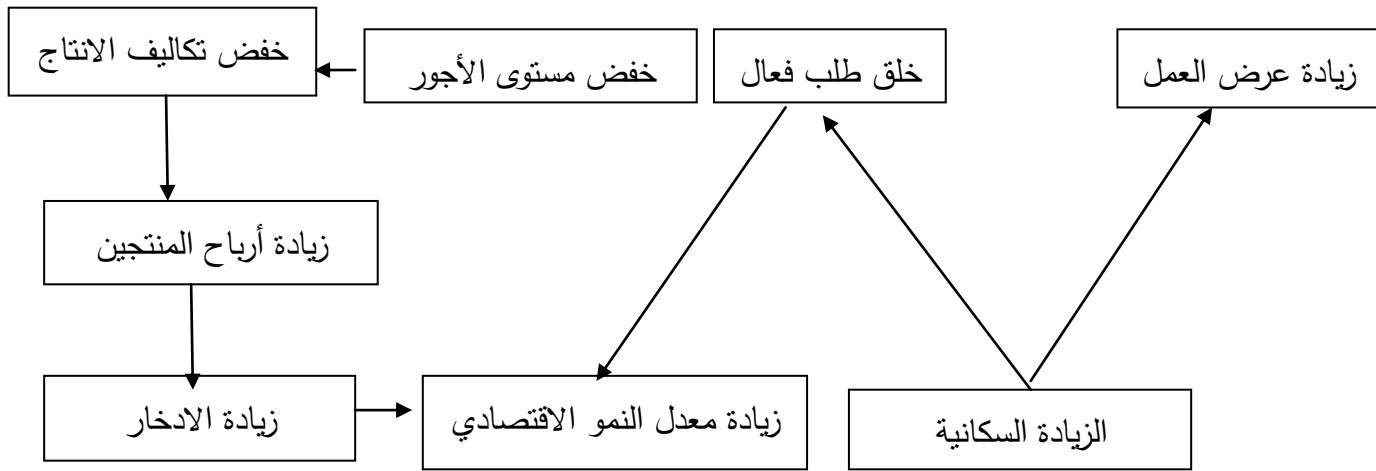 زيادة عرض العمل
خلق طلب فعال
خفض مستوى الأجور
خفض تكاليف الانتاج
زيادة أرباح المنتجين
الزيادة السكانية
زيادة معدل النمو الاقتصادي
زيادة الادخار